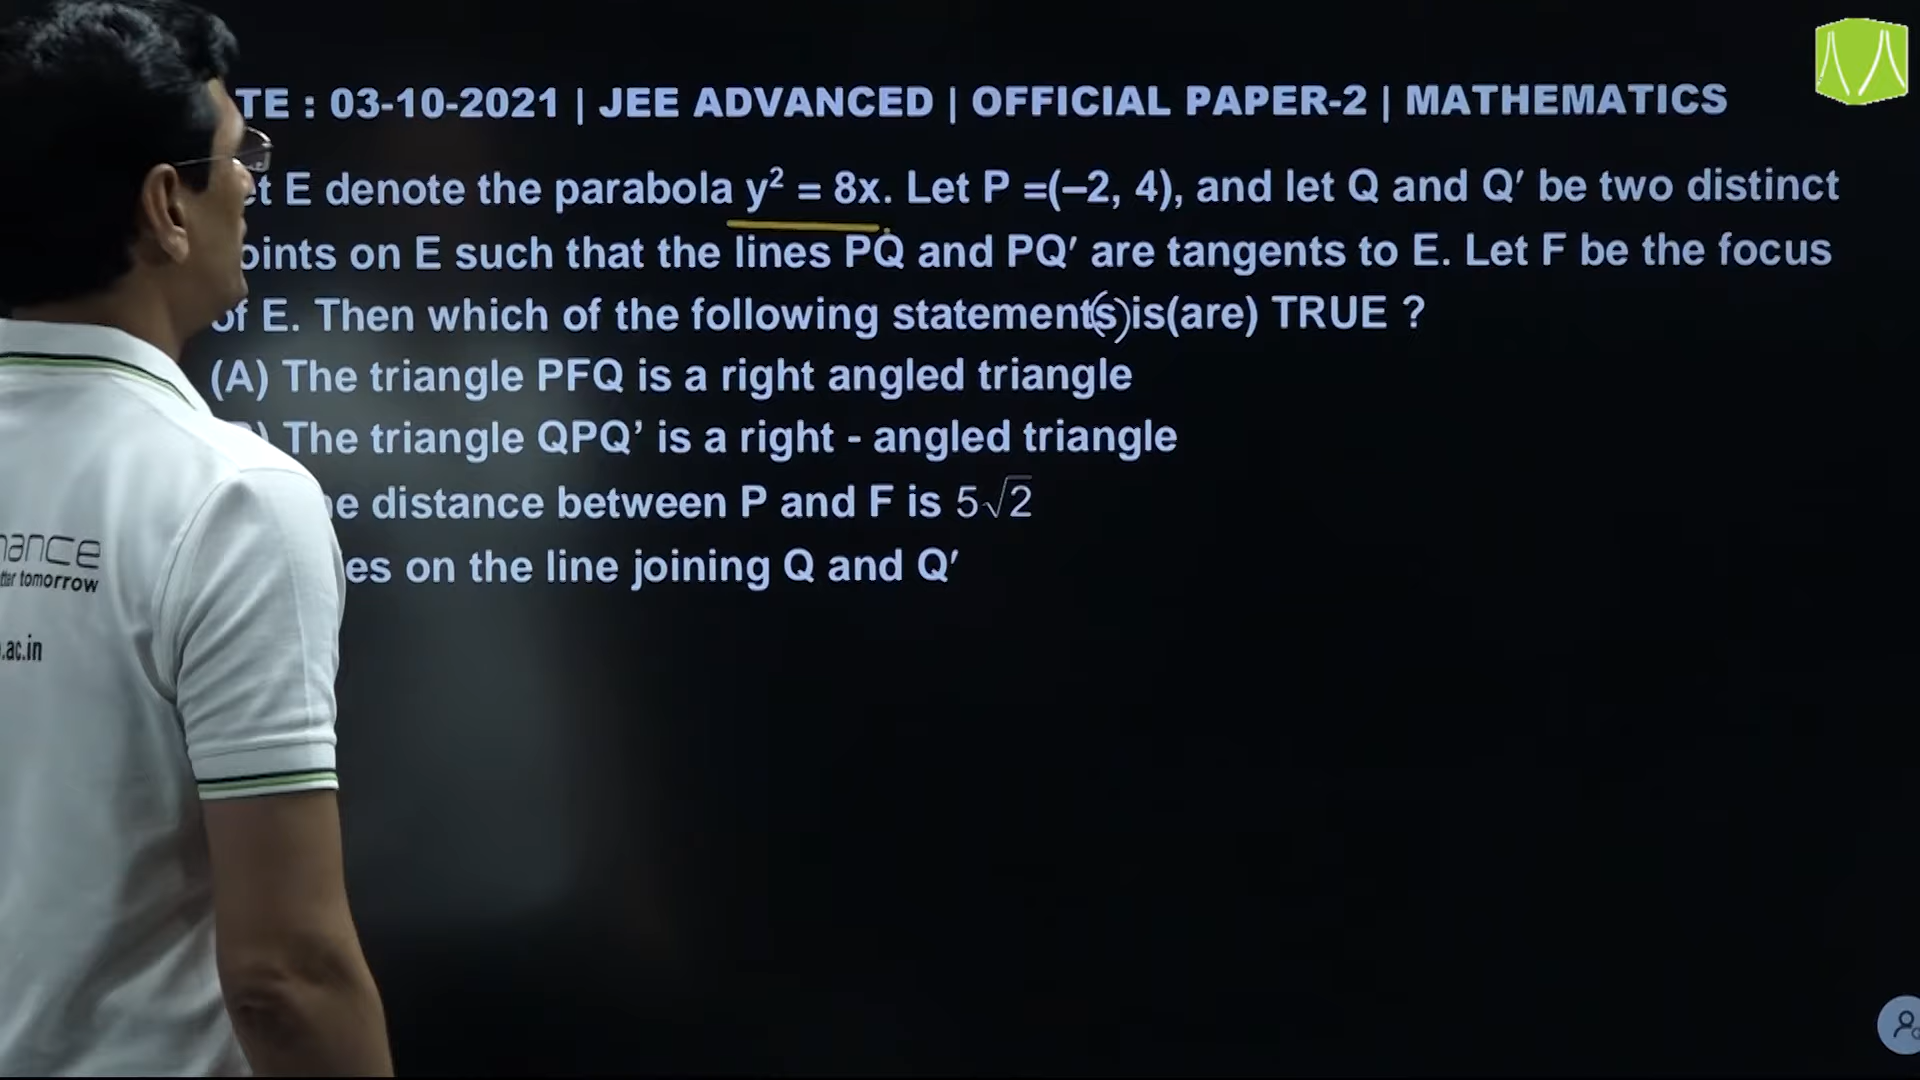 TE : 03-10-2021 | JEE ADVANCED | OFFICIAL PAPER-2 | MATHEMATICS
et E denote the parabola y² = 8x. Let P =(–2, 4), and let Q and Q′ be two distinct
oints on E such that the lines PQ and PQ′ are tangents to E. Let F be the focus
of E. Then which of the following statement(s) is(are) TRUE ?
(A) The triangle PFQ is a right angled triangle
) The triangle QPQ’ is a right - angled triangle
e distance between P and F is 5√2
es on the line joining Q and Q′
nance
tter tomorrow
.ac.in